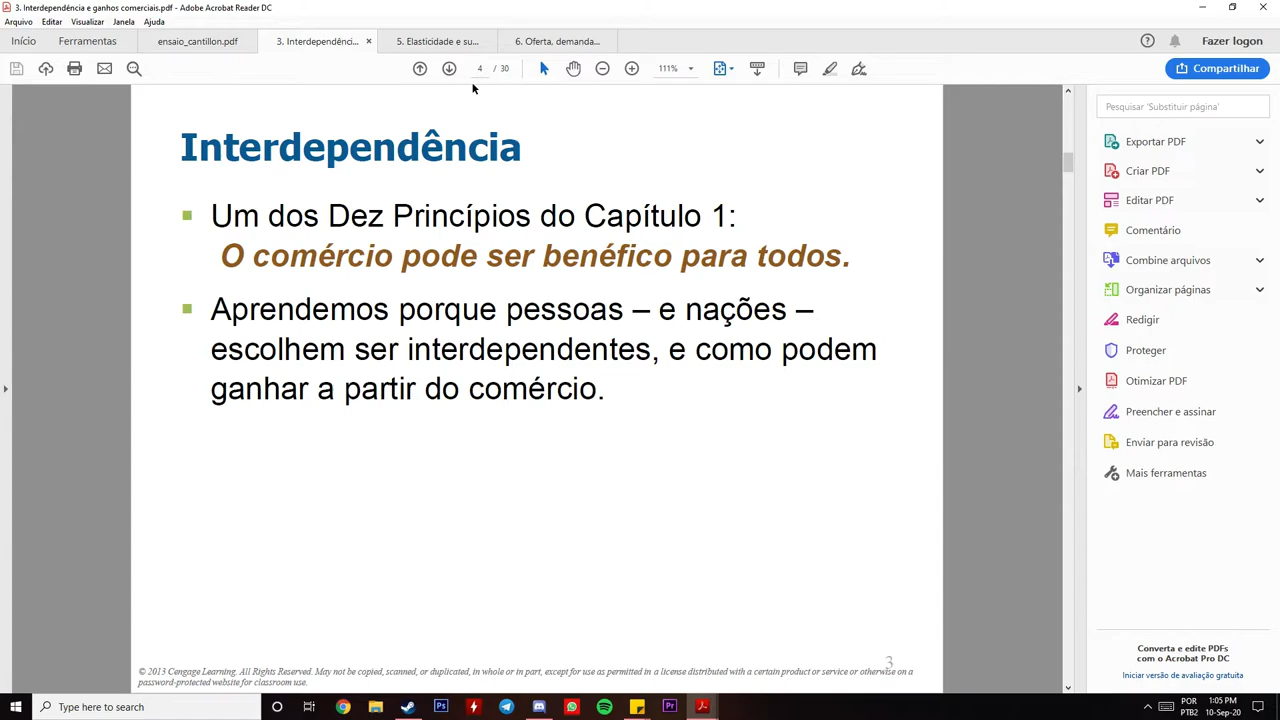 3. Interdependência e ganhos comerciais.pdf - Adobe Acrobat Reader DC
Arquivo Editar Visualizar Janela Ajuda
Início Ferramentas ensaio_cantillon.pdf 3. Interdependênci... × 5. Elasticidade e su... 6. Oferta, demanda... Fazer logon
4 / 30 111% Compartilhar
Pesquisar 'Substituir página'
Interdependência
Um dos Dez Princípios do Capítulo 1:
O comércio pode ser benéfico para todos.
Aprendemos porque pessoas – e nações –
escolhem ser interdependentes, e como podem
ganhar a partir do comércio.
3
© 2013 Cengage Learning. All Rights Reserved. May not be copied, scanned, or duplicated, in whole or in part, except for use as permitted in a license distributed with a certain product or service or otherwise on a
password-protected website for classroom use.
Exportar PDF
Criar PDF
Editar PDF
Comentário
Combine arquivos
Organizar páginas
Redigir
Proteger
Otimizar PDF
Preencher e assinar
Enviar para revisão
Mais ferramentas
Converta e edite PDFs
com o Acrobat Pro DC
Iniciar versão de avaliação gratuita
Type here to search
Ps
Pr
POR
PTB2
1:05 PM
10-Sep-20